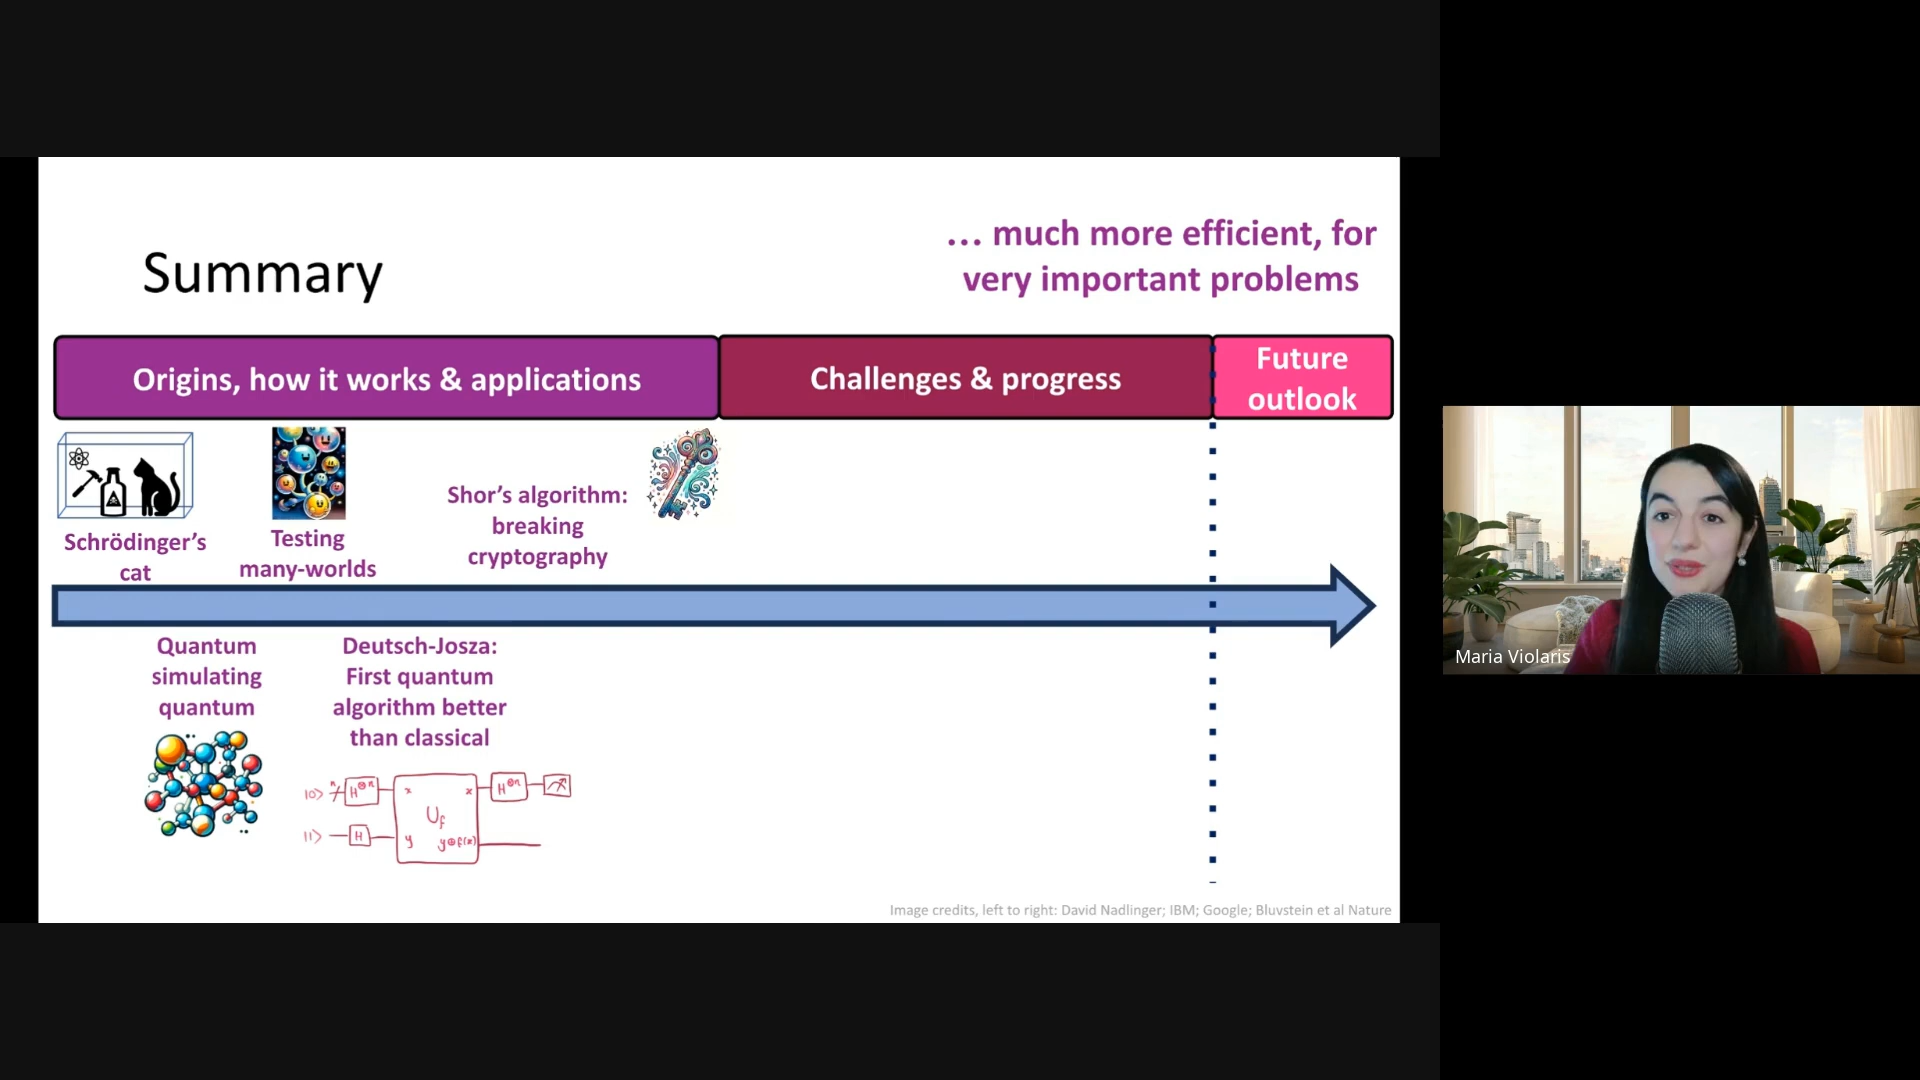 ... much more efficient, for
very important problems
Summary
Origins, how it works & applications
Challenges & progress
Future
outlook
Schrödinger's
cat
Testing
many-worlds
Shor's algorithm:
breaking
cryptography
Quantum
simulating
quantum
Deutsch-Josza:
First quantum
algorithm better
than classical
|0⟩ n H⊗n x x H⊗n
U_f
|1⟩ H y y⊕f(x)
Image credits, left to right: David Nadlinger; IBM; Google; Bluvstein et al Nature
Maria Violaris